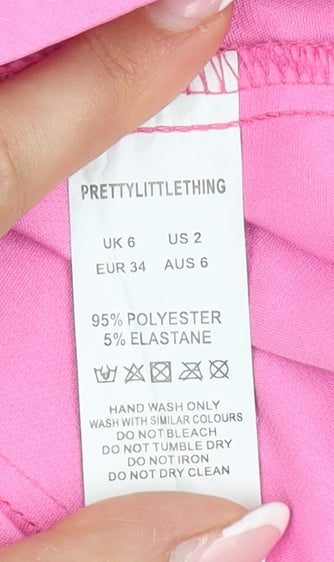 PRETTYLITTLETHING
UK 6 US 2
EUR 34 AUS 6
95% POLYESTER
5% ELASTANE
HAND WASH ONLY
WASH WITH SIMILAR COLOURS
DO NOT BLEACH
DO NOT TUMBLE DRY
DO NOT IRON
DO NOT DRY CLEAN